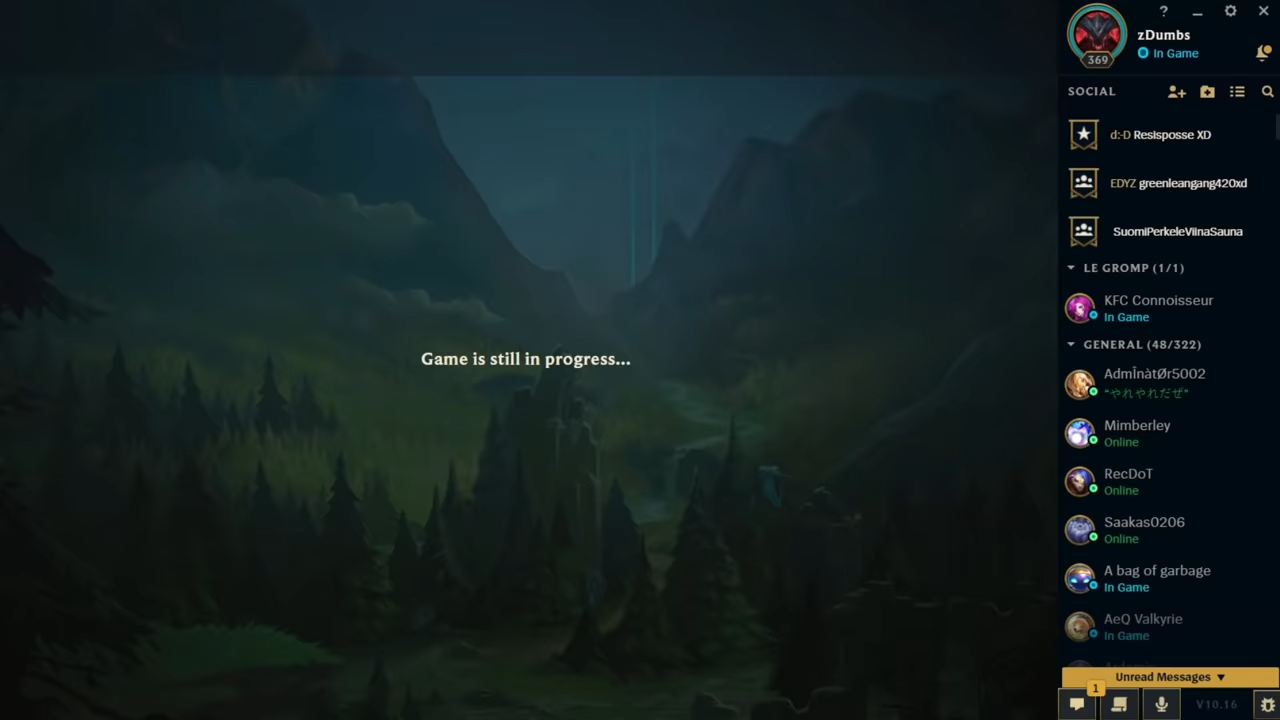 ?
zDumbs
369
In Game
SOCIAL
d:-D Resisposse XD
EDYZ greenleangang420xd
SuomiPerkeleViinaSauna
LE GROMP (1/1)
KFC Connoisseur
In Game
GENERAL (48/322)
AdmÎnàtØr5002
"やれやれだぜ"
Mimberley
Online
RecDoT
Online
Saakas0206
Online
A bag of garbage
In Game
AeQ Valkyrie
In Game
Unread Messages
1
V10.16
Game is still in progress...